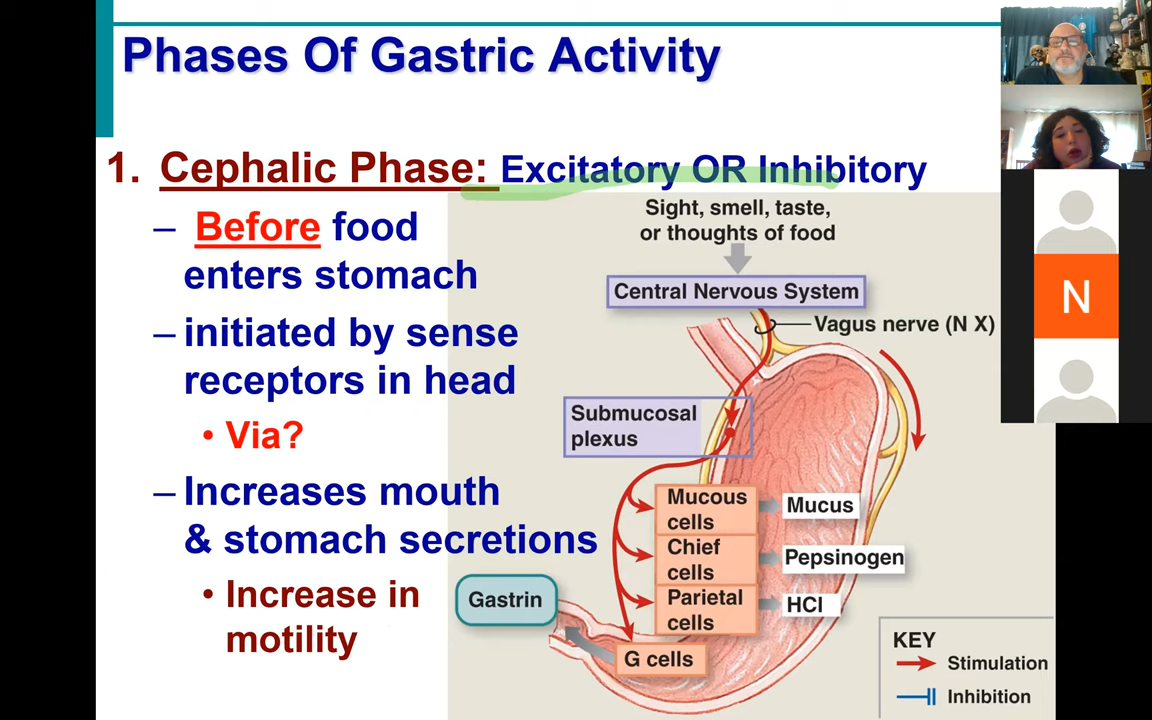 Phases Of Gastric Activity
1. Cephalic Phase: Excitatory OR Inhibitory
– Before food
enters stomach
– initiated by sense
receptors in head
• Via?
– Increases mouth
& stomach secretions
• Increase in
motility
Sight, smell, taste,
or thoughts of food
Central Nervous System
Vagus nerve (N X)
Submucosal
plexus
Mucous
cells
Mucus
Chief
cells
Pepsinogen
Parietal
cells
HCl
Gastrin
G cells
KEY
Stimulation
Inhibition
N